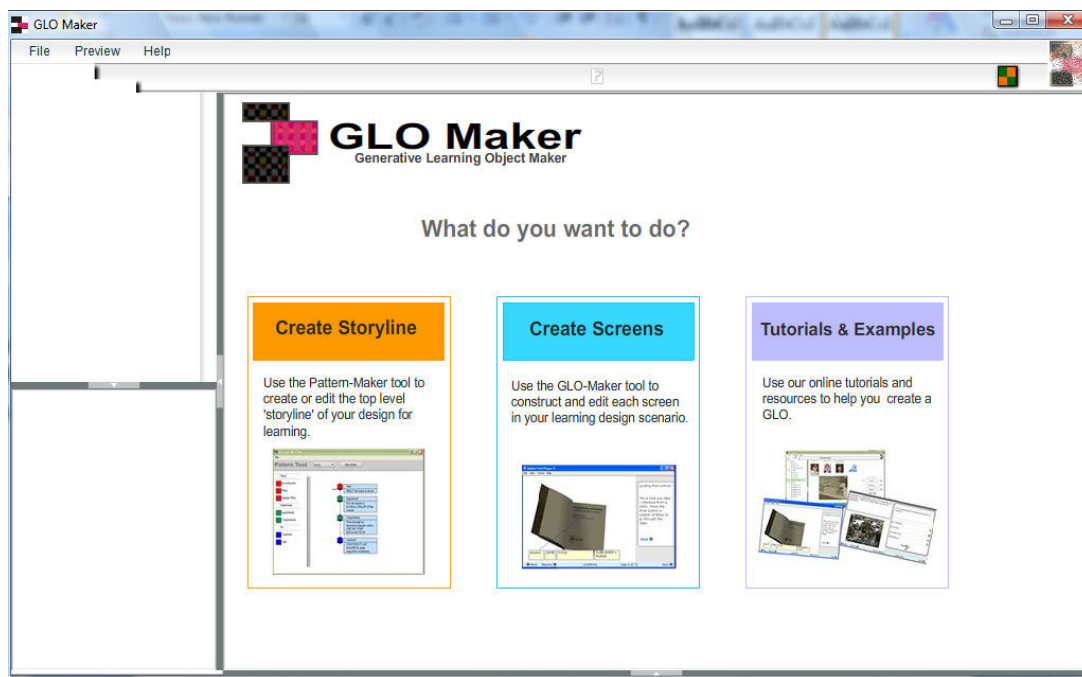 GLO Maker
File Preview Help
?
GLO Maker
Generative Learning Object Maker
What do you want to do?
Create Storyline
Use the Pattern-Maker tool to
create or edit the top level
'storyline' of your design for
learning.
Pattern Tool
Create Screens
Use the GLO-Maker tool to
construct and edit each screen
in your learning design scenario.
Tutorials & Examples
Use our online tutorials and
resources to help you create a
GLO.